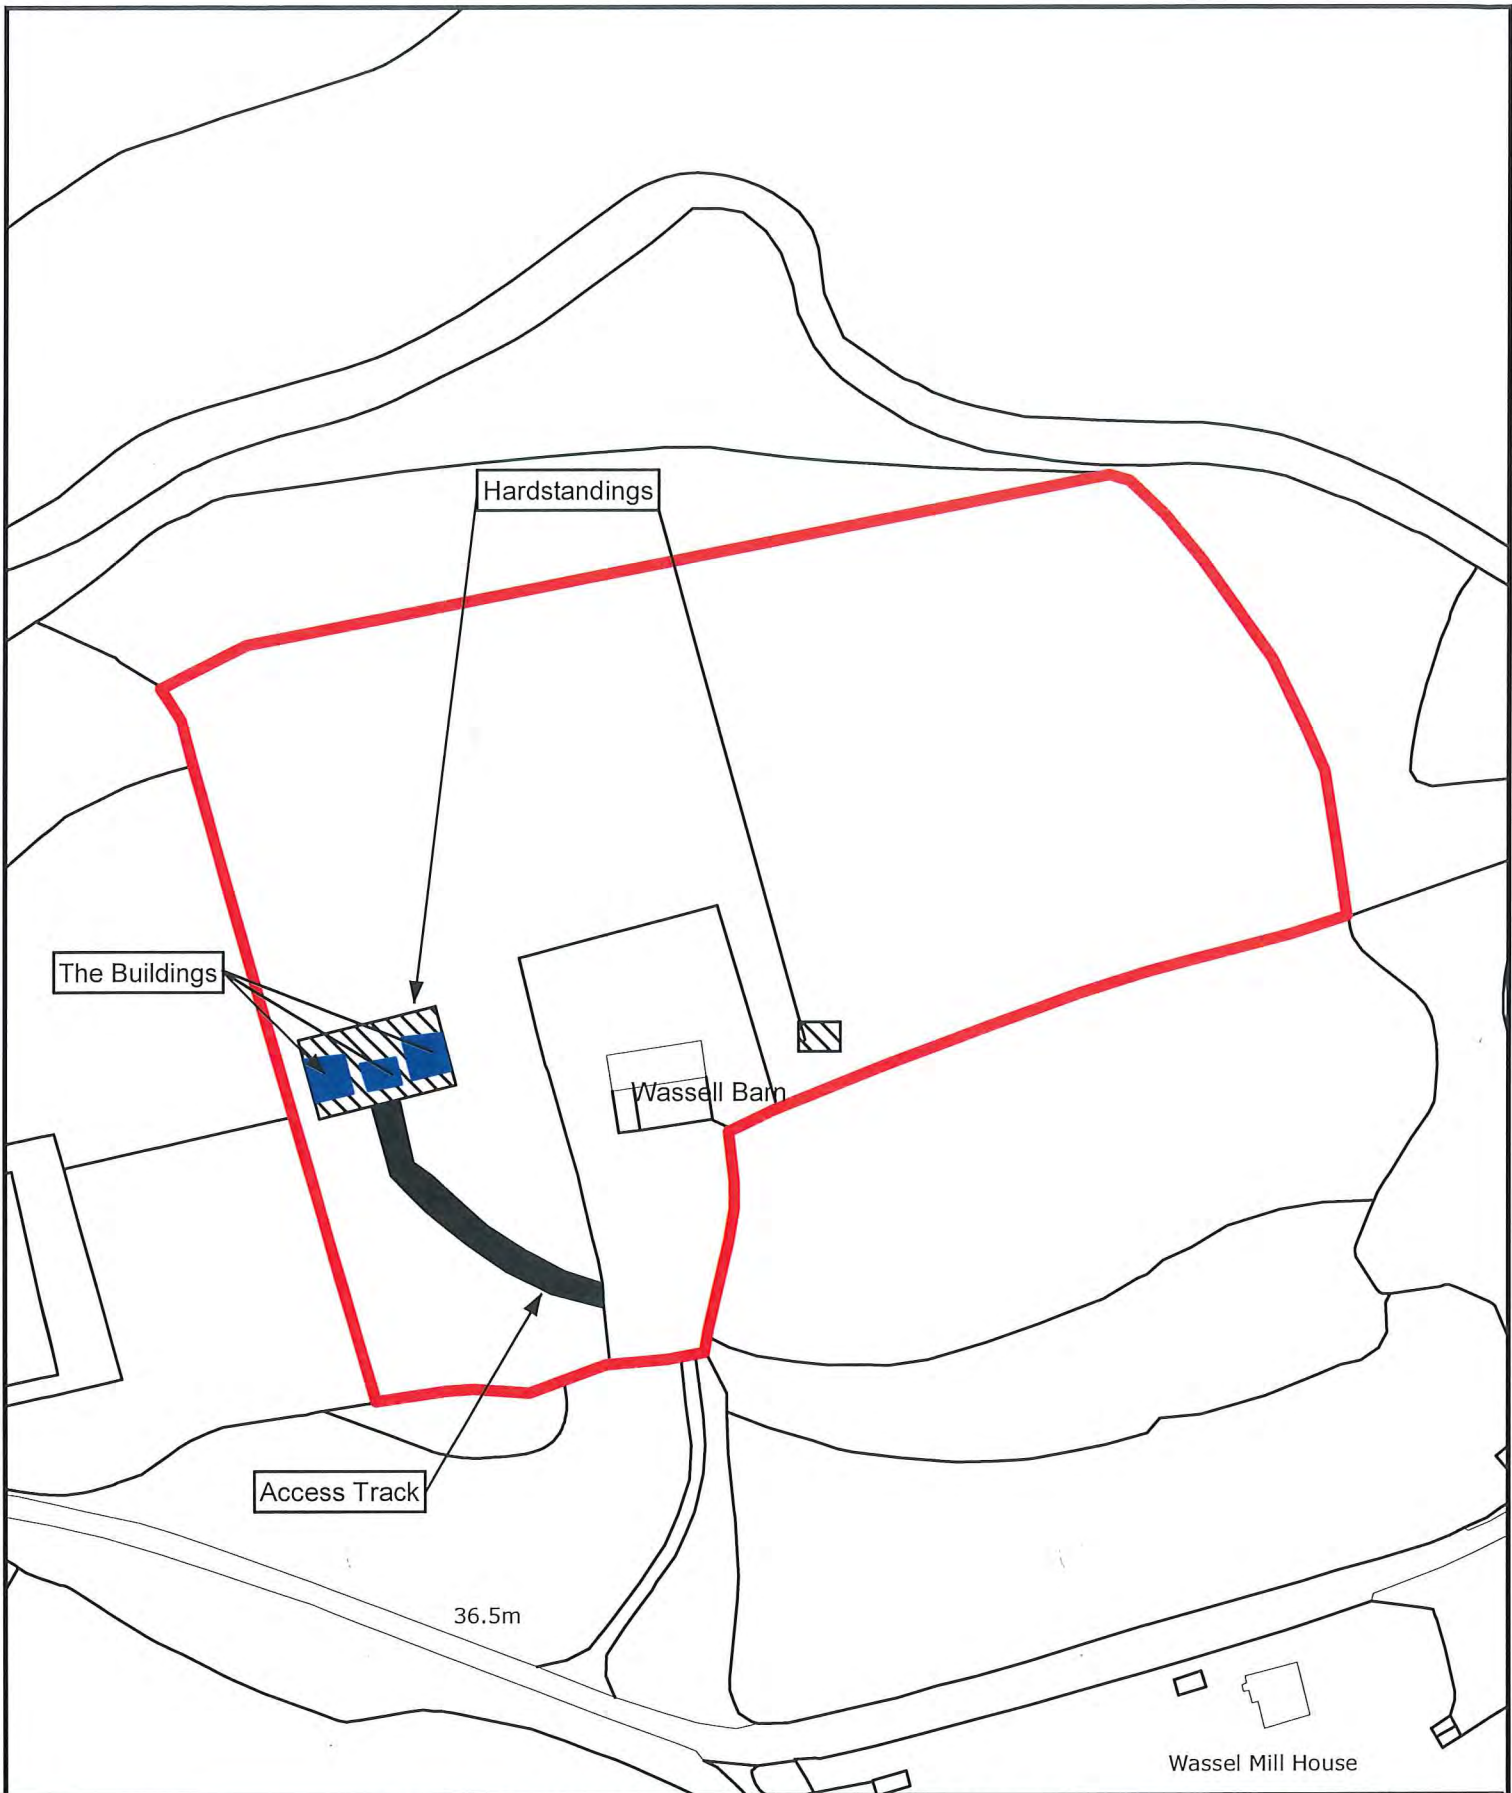 Hardstandings
The Buildings
Wassell Barn
Access Track
36.5m
Wassel Mill House